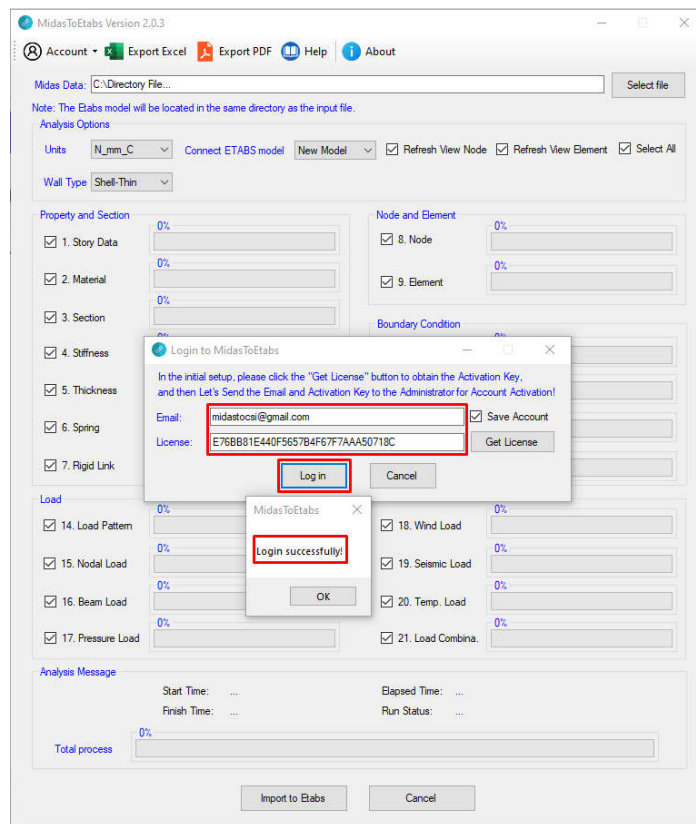 MidasToEtabs Version 2.0.3
Account Export Excel Export PDF Help About
Midas Data: C:\Directory File... Select file
Note: The Etabs model will be located in the same directory as the input file.
Analysis Options
Units N_mm_C Connect ETABS model New Model Refresh View Node Refresh View Element Select All
Wall Type Shell-Thin
Property and Section
0%
1. Story Data
0%
2. Material
3. Section
4. Stiffness
5. Thickness
6. Spring
7. Rigid Link
Node and Element
0%
8. Node
0%
9. Element
Boundary Condition
Login to MidasToEtabs
In the initial setup, please click the "Get License" button to obtain the Activation Key,
and then Let's Send the Email and Activation Key to the Administrator for Account Activation!
Email: midastocsi@gmail.com Save Account
License: E76BB81E440F5657B4F67F7AAA50718C Get License
Log in Cancel
MidasToEtabs
Login successfully!
OK
Load
0%
14. Load Pattern
0%
15. Nodal Load
0%
16. Beam Load
0%
17. Pressure Load
0%
18. Wind Load
0%
19. Seismic Load
0%
20. Temp. Load
0%
21. Load Combina.
Analysis Message
Start Time: ... Elapsed Time: ...
Finish Time: ... Run Status: ...
0%
Total process
Import to Etabs Cancel